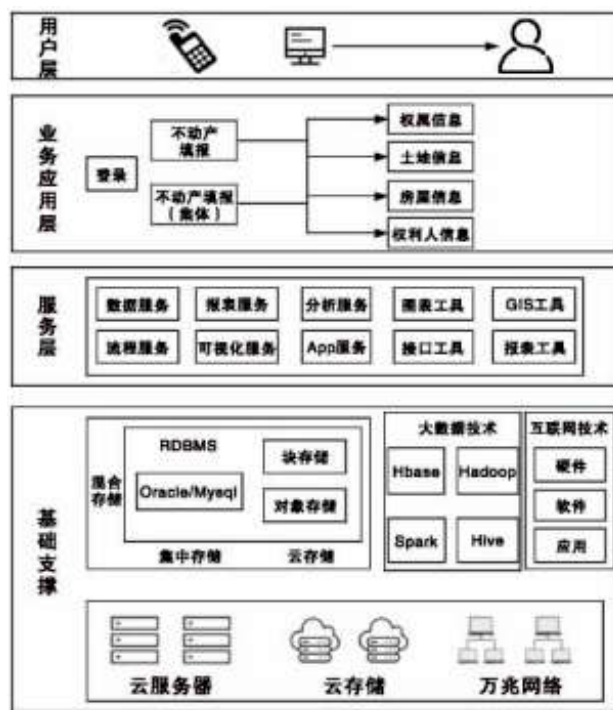 用户层
业务应用层
登录
不动产
填报
不动产填报
（集体）
权属信息
土地信息
房屋信息
权利人信息
服务层
数据服务
报表服务
分析服务
图表工具
GIS工具
流程服务
可视化服务
App服务
接口工具
报表工具
基础支撑
混合
存储
RDBMS
Oracle/Mysql
块存储
对象存储
集中存储
云存储
大数据技术
Hbase
Hadoop
Spark
Hive
互联网技术
硬件
软件
应用
云服务器
云存储
万兆网络